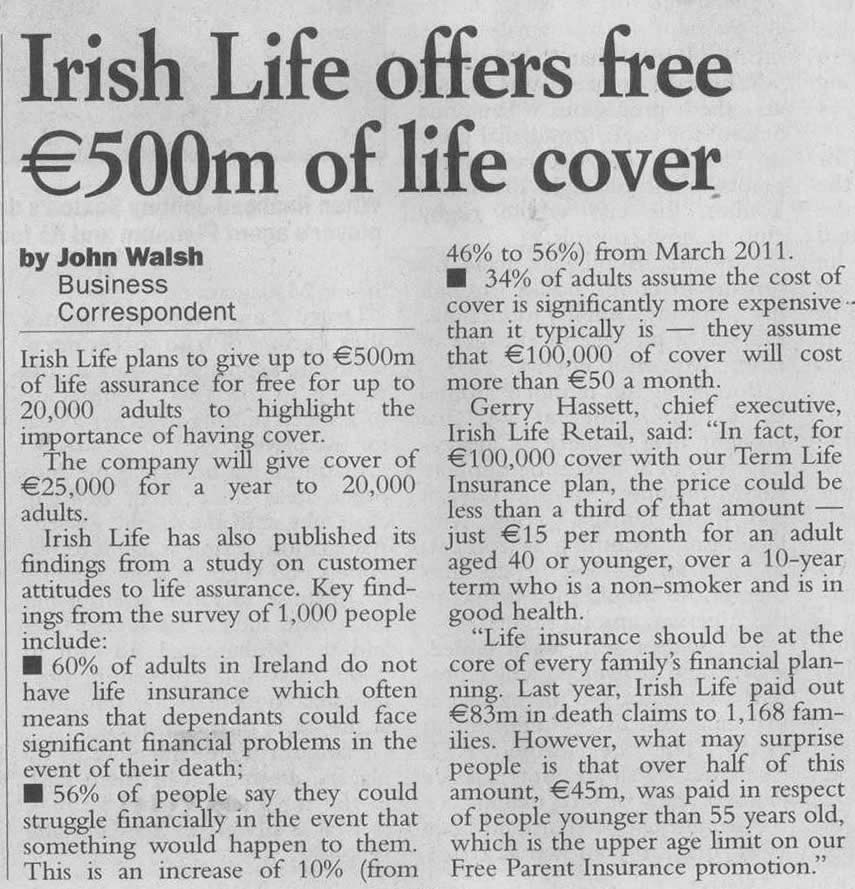 Irish Life offers free
€500m of life cover
by John Walsh
Business
Correspondent
Irish Life plans to give up to €500m
of life assurance for free for up to
20,000 adults to highlight the
importance of having cover.
The company will give cover of
€25,000 for a year to 20,000
adults.
Irish Life has also published its
findings from a study on customer
attitudes to life assurance. Key find-
ings from the survey of 1,000 people
include:
■ 60% of adults in Ireland do not
have life insurance which often
means that dependants could face
significant financial problems in the
event of their death;
■ 56% of people say they could
struggle financially in the event that
something would happen to them.
This is an increase of 10% (from
46% to 56%) from March 2011.
■ 34% of adults assume the cost of
cover is significantly more expensive
than it typically is — they assume
that €100,000 of cover will cost
more than €50 a month.
Gerry Hassett, chief executive,
Irish Life Retail, said: “In fact, for
€100,000 cover with our Term Life
Insurance plan, the price could be
less than a third of that amount —
just €15 per month for an adult
aged 40 or younger, over a 10-year
term who is a non-smoker and is in
good health.
“Life insurance should be at the
core of every family’s financial plan-
ning. Last year, Irish Life paid out
€83m in death claims to 1,168 fam-
ilies. However, what may surprise
people is that over half of this
amount, €45m, was paid in respect
of people younger than 55 years old,
which is the upper age limit on our
Free Parent Insurance promotion.”